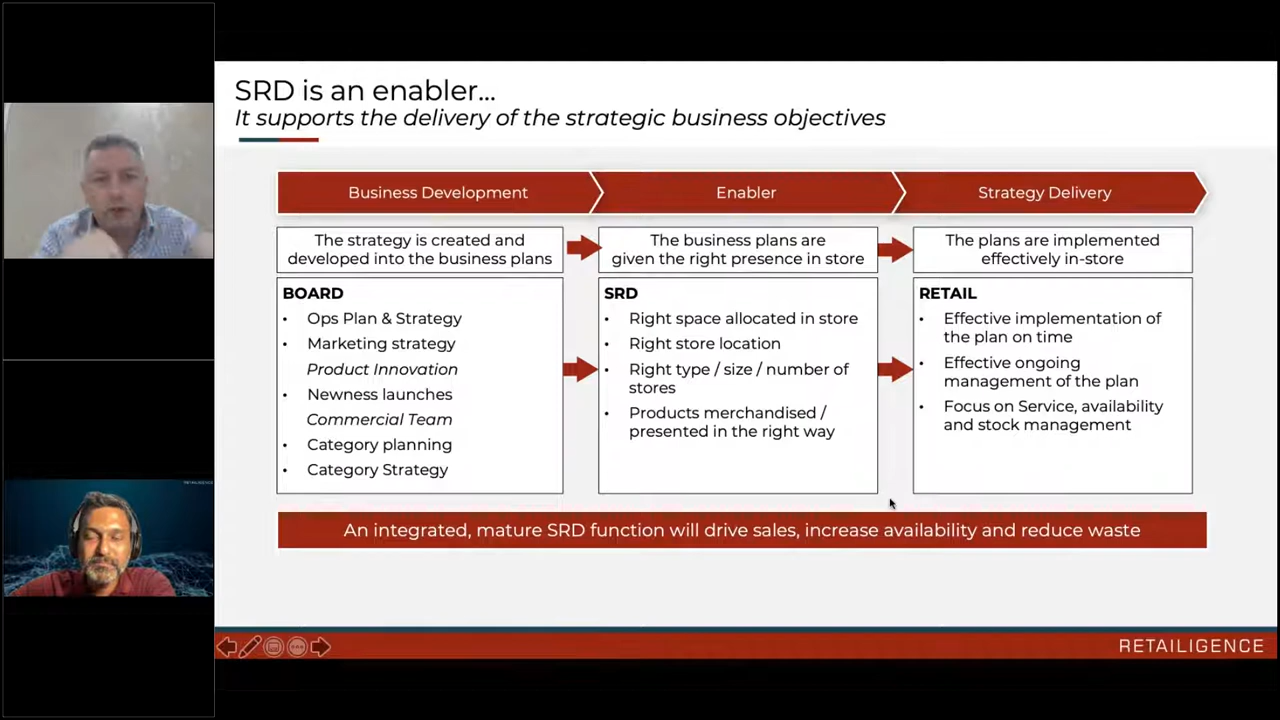 SRD is an enabler...
It supports the delivery of the strategic business objectives
Business Development
Enabler
Strategy Delivery
The strategy is created and
developed into the business plans
The business plans are
given the right presence in store
The plans are implemented
effectively in-store
BOARD
• Ops Plan & Strategy
• Marketing strategy
Product Innovation
• Newness launches
Commercial Team
• Category planning
• Category Strategy
SRD
• Right space allocated in store
• Right store location
• Right type / size / number of
stores
• Products merchandised /
presented in the right way
RETAIL
• Effective implementation of
the plan on time
• Effective ongoing
management of the plan
• Focus on Service, availability
and stock management
An integrated, mature SRD function will drive sales, increase availability and reduce waste
RETAILIGENCE
RETAILIGENCE